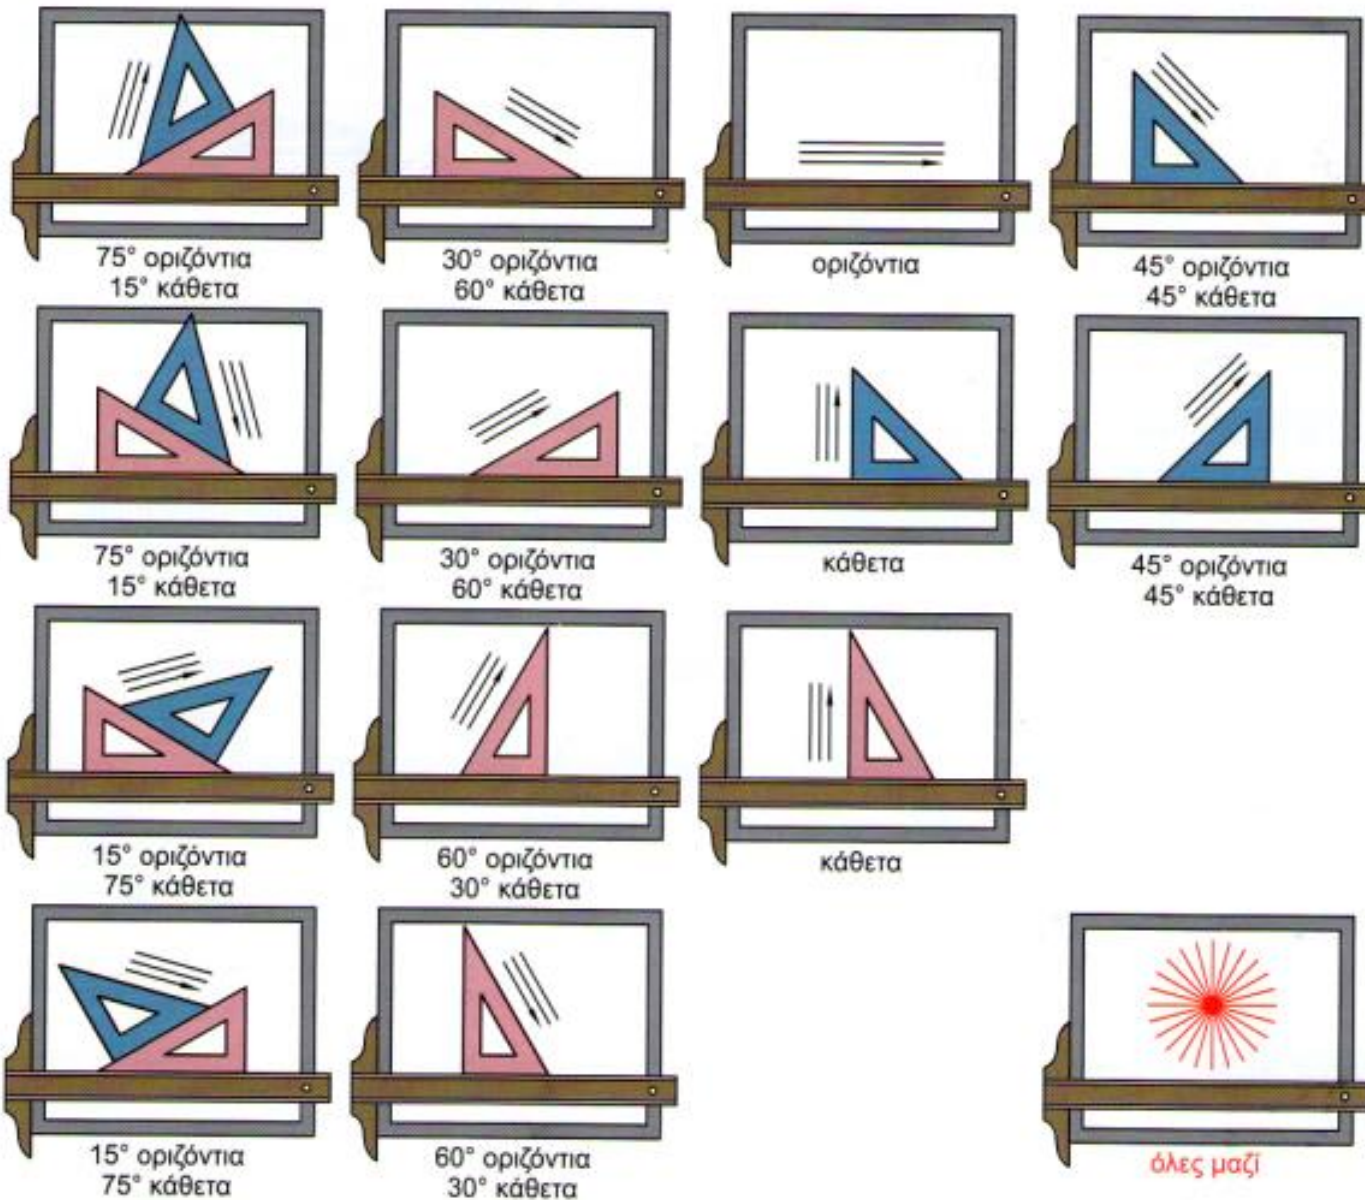 75° οριζόντια
15° κάθετα
30° οριζόντια
60° κάθετα
οριζόντια
45° οριζόντια
45° κάθετα
75° οριζόντια
15° κάθετα
30° οριζόντια
60° κάθετα
κάθετα
45° οριζόντια
45° κάθετα
15° οριζόντια
75° κάθετα
60° οριζόντια
30° κάθετα
κάθετα
15° οριζόντια
75° κάθετα
60° οριζόντια
30° κάθετα
όλες μαζί